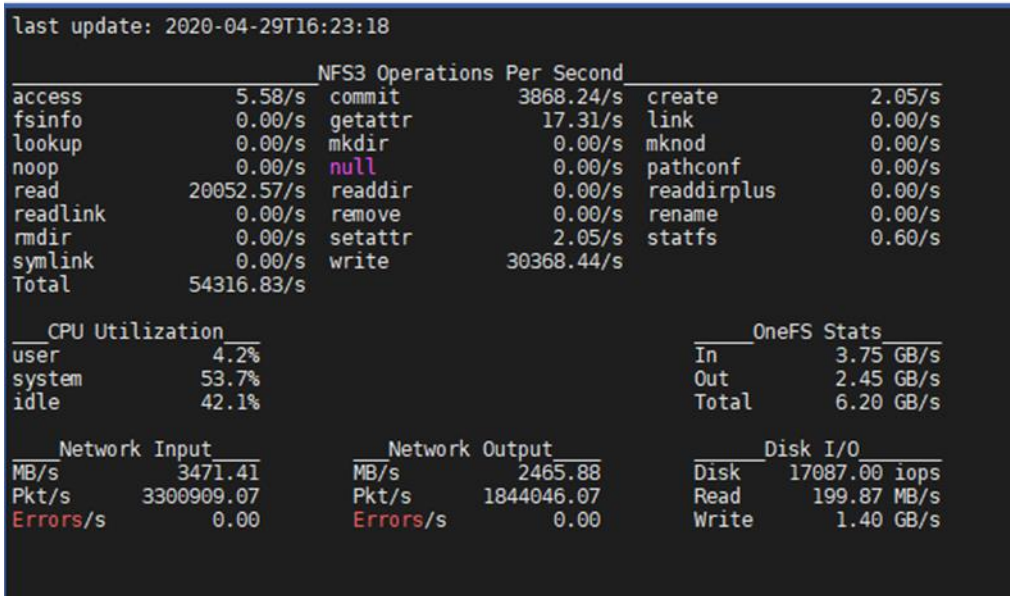 last update: 2020-04-29T16:23:18
NFS3 Operations Per Second
access 5.58/s commit 3868.24/s create 2.05/s
fsinfo 0.00/s getattr 17.31/s link 0.00/s
lookup 0.00/s mkdir 0.00/s mknod 0.00/s
noop 0.00/s null 0.00/s pathconf 0.00/s
read 20052.57/s readdir 0.00/s readdirplus 0.00/s
readlink 0.00/s remove 0.00/s rename 0.00/s
rmdir 0.00/s setattr 2.05/s statfs 0.60/s
symlink 0.00/s write 30368.44/s
Total 54316.83/s
CPU Utilization OneFS Stats
user 4.2% In 3.75 GB/s
system 53.7% Out 2.45 GB/s
idle 42.1% Total 6.20 GB/s
Network Input Network Output Disk I/O
MB/s 3471.41 MB/s 2465.88 Disk 17087.00 iops
Pkt/s 3300909.07 Pkt/s 1844046.07 Read 199.87 MB/s
Errors/s 0.00 Errors/s 0.00 Write 1.40 GB/s